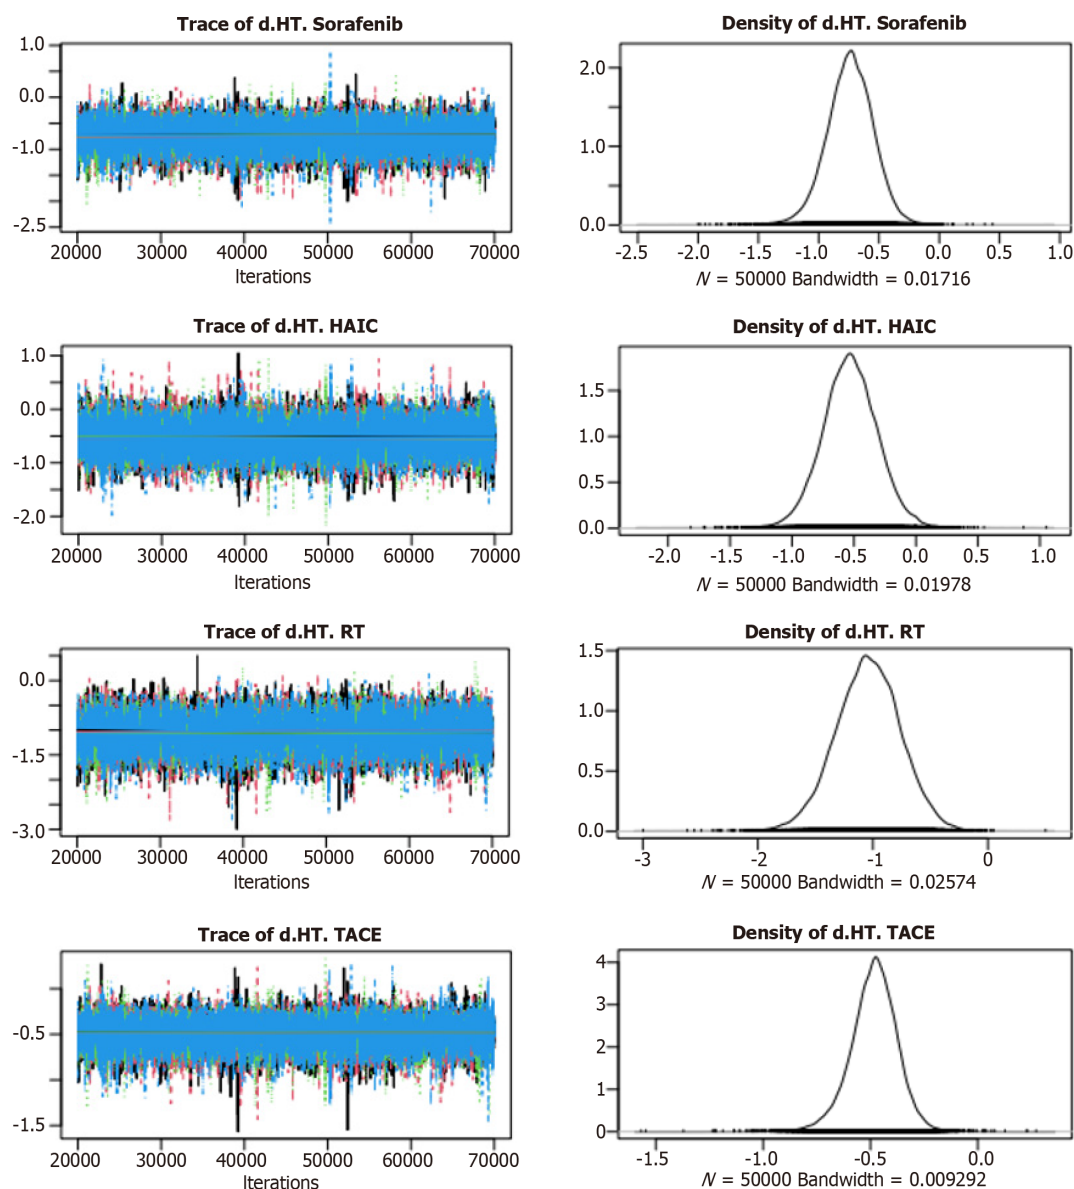 Trace of d.HT. Sorafenib
1.0
0.0
-1.0
-2.5
20000 30000 40000 50000 60000 70000
Iterations
Density of d.HT. Sorafenib
2.0
1.0
0.0
-2.5 -2.0 -1.5 -1.0 -0.5 0.0 0.5 1.0
N = 50000 Bandwidth = 0.01716
Trace of d.HT. HAIC
1.0
0.0
-1.0
-2.0
20000 30000 40000 50000 60000 70000
Iterations
Density of d.HT. HAIC
1.5
1.0
0.5
0.0
-2.0 -1.5 -1.0 -0.5 0.0 0.5 1.0
N = 50000 Bandwidth = 0.01978
Trace of d.HT. RT
0.0
-1.5
-3.0
20000 30000 40000 50000 60000 70000
Iterations
Density of d.HT. RT
1.5
1.0
0.5
0.0
-3 -2 -1 0
N = 50000 Bandwidth = 0.02574
Trace of d.HT. TACE
-0.5
-1.5
20000 30000 40000 50000 60000 70000
Iterations
Density of d.HT. TACE
4
3
2
1
0
-1.5 -1.0 -0.5 0.0
N = 50000 Bandwidth = 0.009292